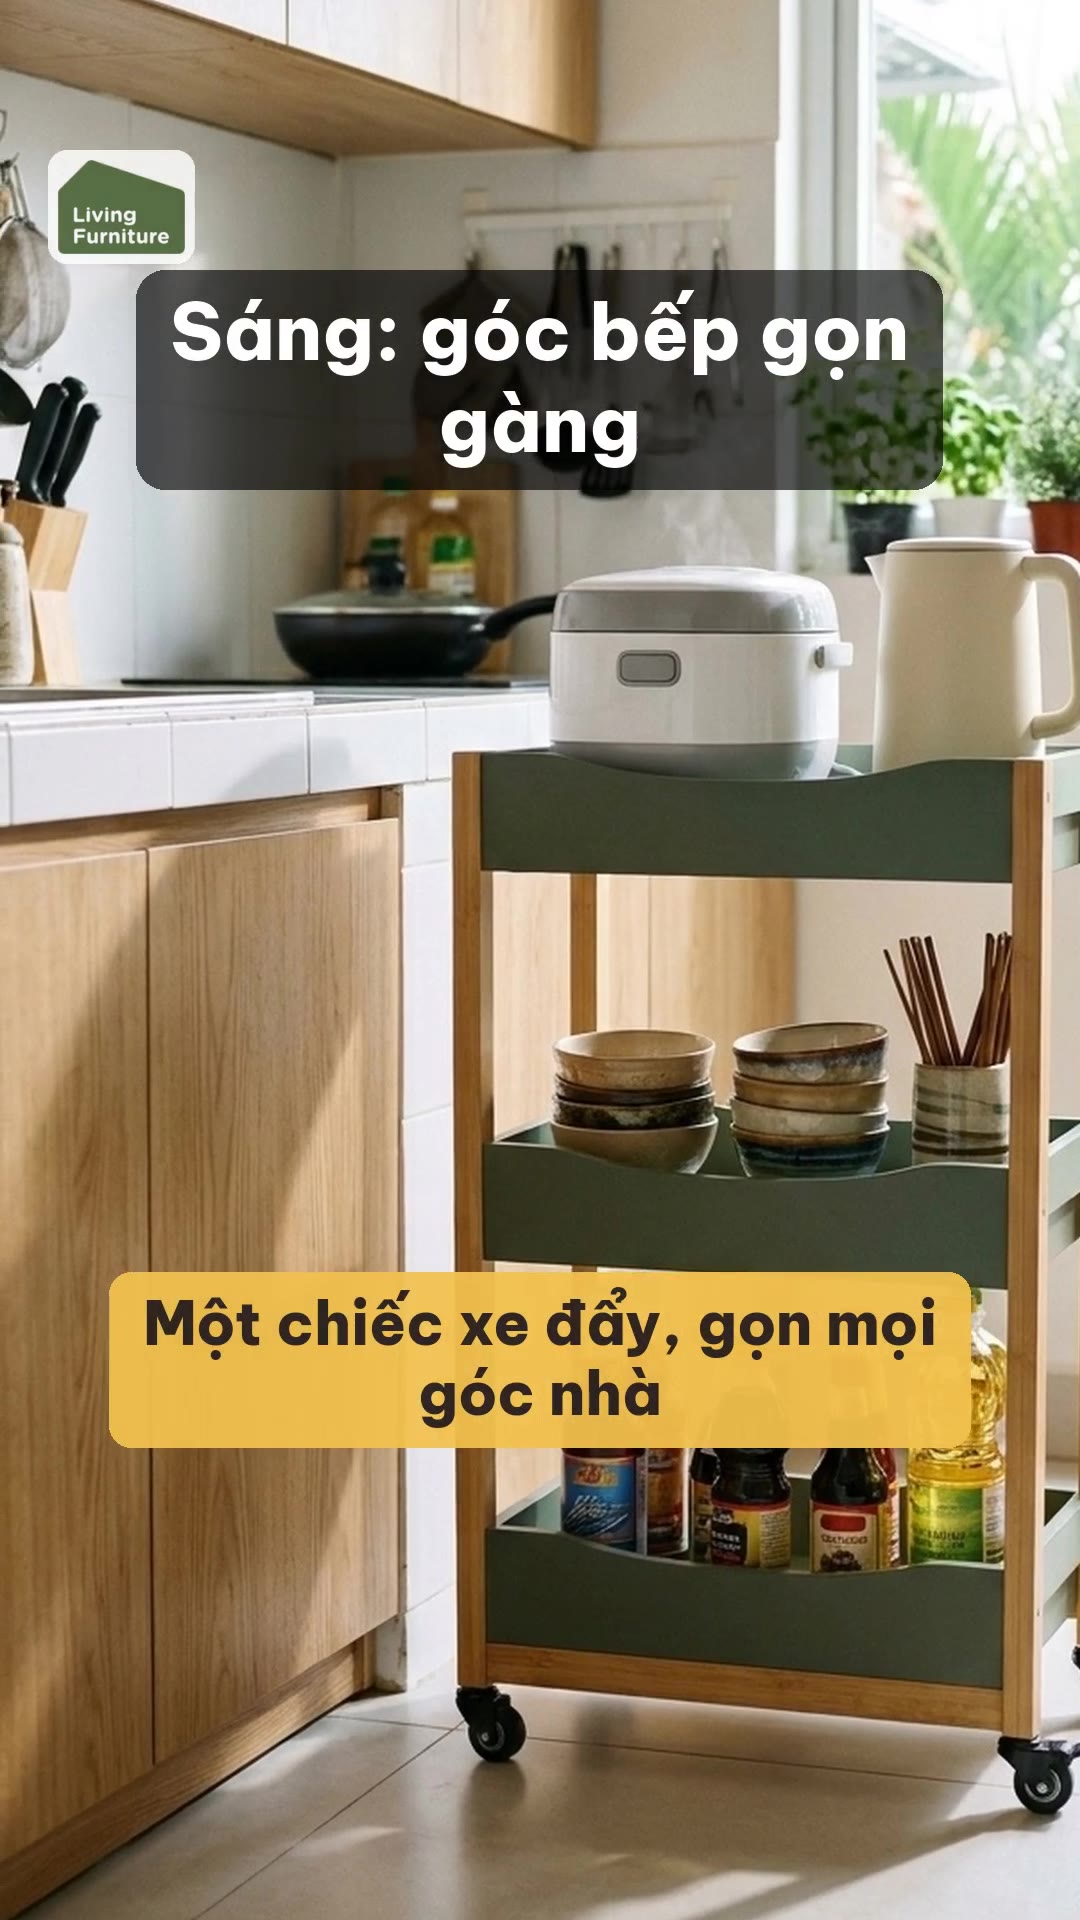 Living
Furniture
Sáng: góc bếp gọn
gàng
Một chiếc xe đẩy, gọn mọi
góc nhà